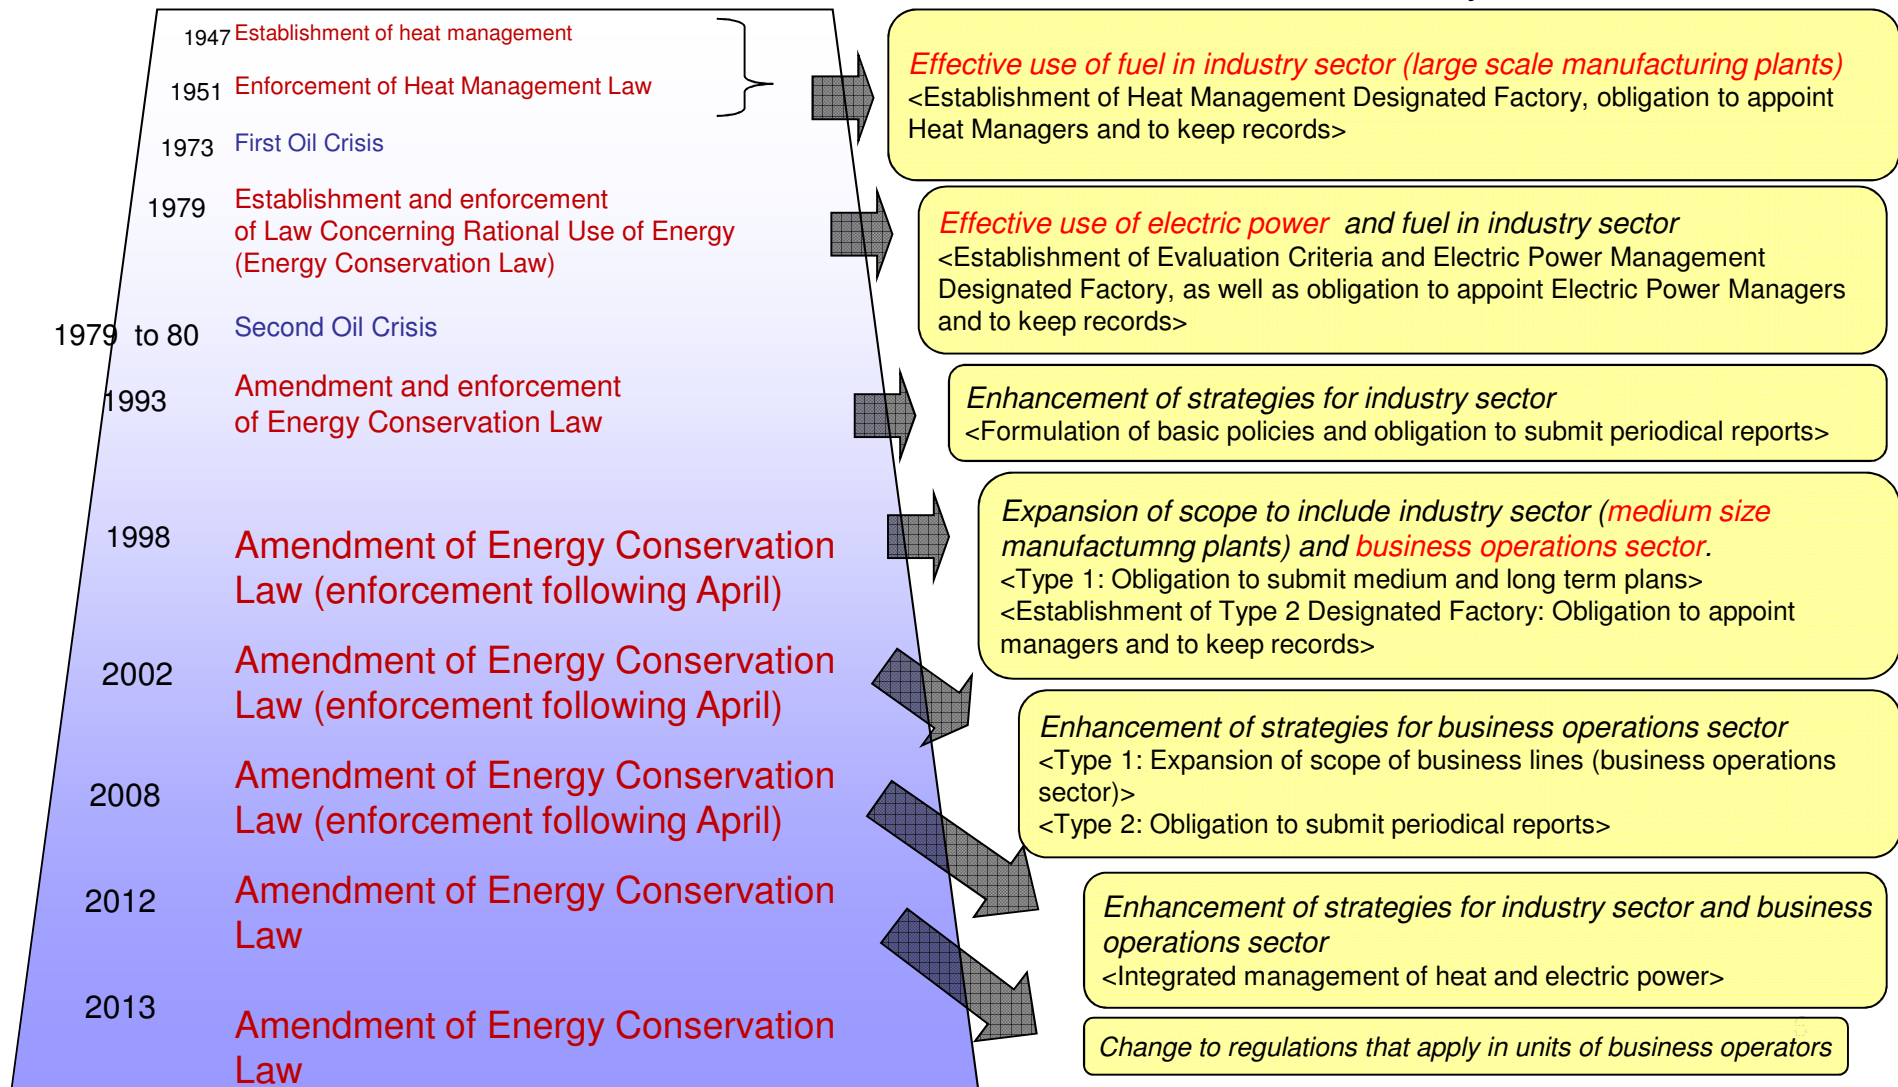 1947 Establishment of heat management
1951 Enforcement of Heat Management Law
1973 First Oil Crisis
1979 Establishment and enforcement
of Law Concerning Rational Use of Energy
(Energy Conservation Law)
1979 to 80 Second Oil Crisis
1993 Amendment and enforcement
of Energy Conservation Law
1998 Amendment of Energy Conservation
Law (enforcement following April)
2002 Amendment of Energy Conservation
Law (enforcement following April)
2008 Amendment of Energy Conservation
Law (enforcement following April)
2012 Amendment of Energy Conservation
Law
2013 Amendment of Energy Conservation
Law
Effective use of fuel in industry sector (large scale manufacturing plants)
<Establishment of Heat Management Designated Factory, obligation to appoint
Heat Managers and to keep records>
Effective use of electric power and fuel in industry sector
<Establishment of Evaluation Criteria and Electric Power Management
Designated Factory, as well as obligation to appoint Electric Power Managers
and to keep records>
Enhancement of strategies for industry sector
<Formulation of basic policies and obligation to submit periodical reports>
Expansion of scope to include industry sector (medium size
manufactumng plants) and business operations sector.
<Type 1: Obligation to submit medium and long term plans>
<Establishment of Type 2 Designated Factory: Obligation to appoint
managers and to keep records>
Enhancement of strategies for business operations sector
<Type 1: Expansion of scope of business lines (business operations
sector)>
<Type 2: Obligation to submit periodical reports>
Enhancement of strategies for industry sector and business
operations sector
<Integrated management of heat and electric power>
Change to regulations that apply in units of business operators